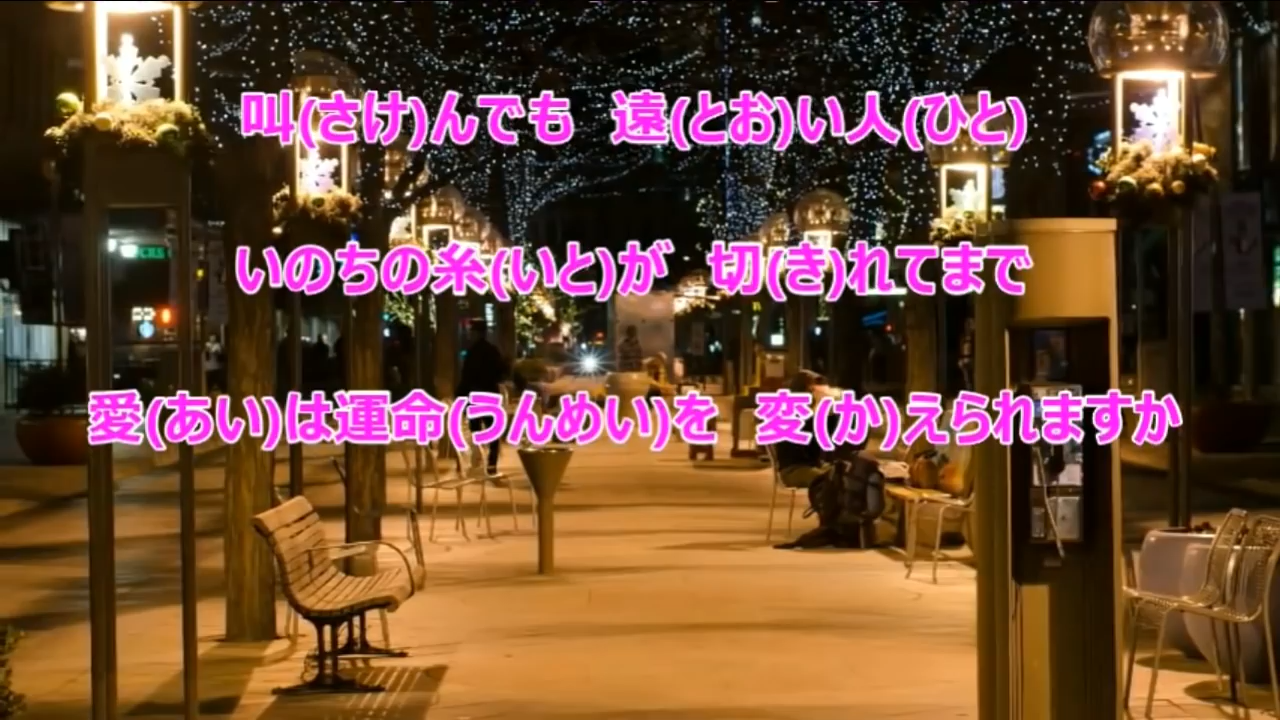 叫(さけ)んでも　遠(とお)い人(ひと)
いのちの糸(いと)が　切(き)れてまで
愛(あい)は運命(うんめい)を　変(か)えられますか